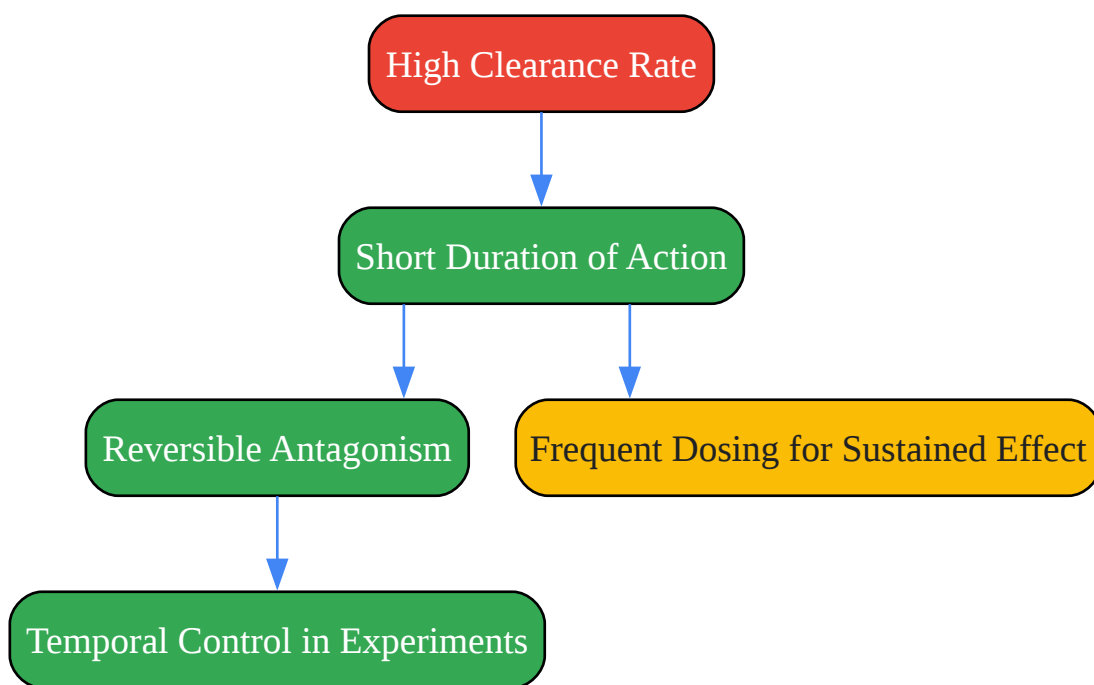 High Clearance Rate
Short Duration of Action
Reversible Antagonism
Frequent Dosing for Sustained Effect
Temporal Control in Experiments